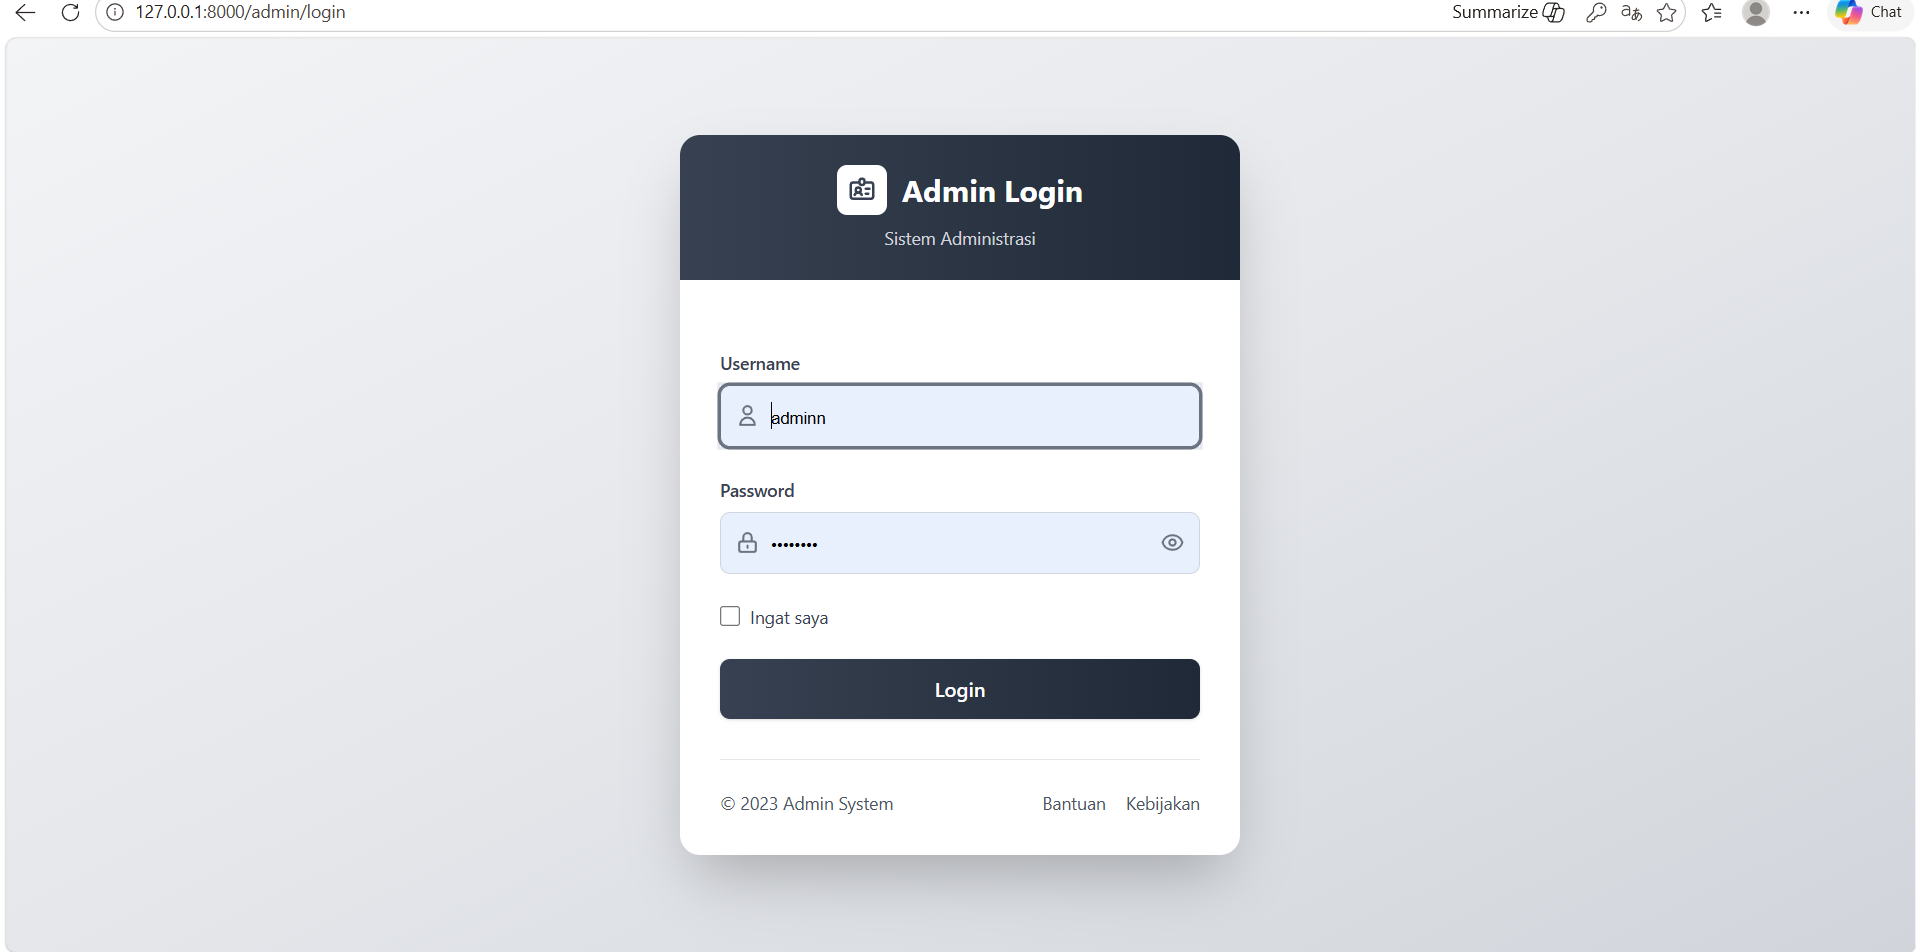 127.0.0.1:8000/admin/login Summarize Chat
Admin Login
Sistem Administrasi
Username
adminn
Password
••••••••
Ingat saya
Login
© 2023 Admin System Bantuan Kebijakan